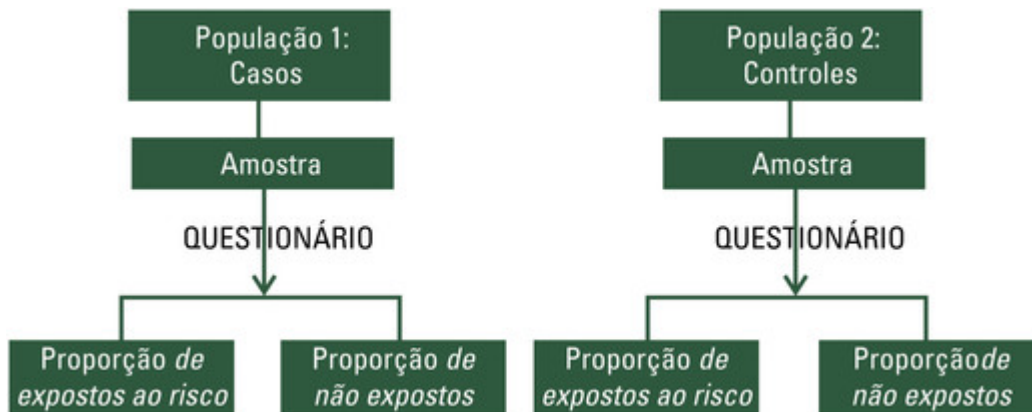 População 1:
Casos
População 2:
Controles
Amostra
Amostra
QUESTIONÁRIO
QUESTIONÁRIO
Proporção de
expostos ao risco
Proporção de
não expostos
Proporção de
expostos ao risco
Proporçãode
não expostos